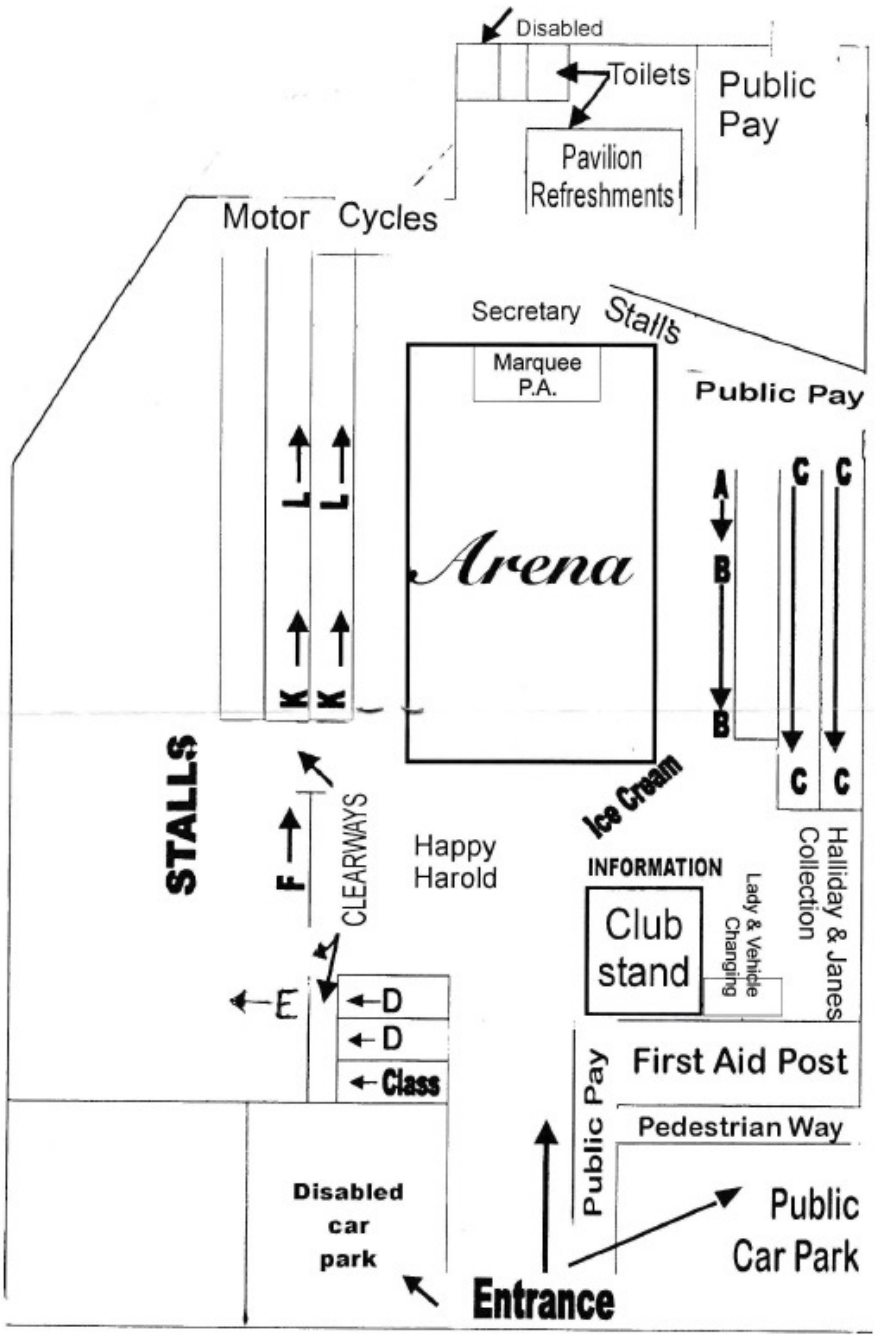 Disabled
Toilets
Public
Pay
Pavilion
Refreshments
Motor Cycles
Secretary
Stalls
Marquee
P.A.
Public Pay
L L
A
C C
Arena
B
K K
B
C C
STALLS
CLEARWAYS
F
Ice Cream
Happy
Harold
INFORMATION
Club
stand
Lady & Vehicle
Changing
Halliday & Janes
Collection
E
D
D
Class
First Aid Post
Public Pay
Pedestrian Way
Disabled
car
park
Public
Car Park
Entrance